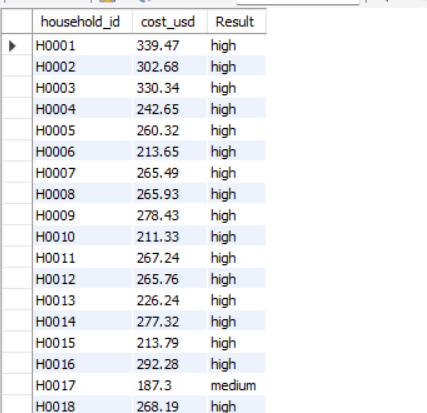 household_id cost_usd Result
H0001 339.47 high
H0002 302.68 high
H0003 330.34 high
H0004 242.65 high
H0005 260.32 high
H0006 213.65 high
H0007 265.49 high
H0008 265.93 high
H0009 278.43 high
H0010 211.33 high
H0011 267.24 high
H0012 265.76 high
H0013 226.24 high
H0014 277.32 high
H0015 213.79 high
H0016 292.28 high
H0017 187.3 medium
H0018 268.19 high